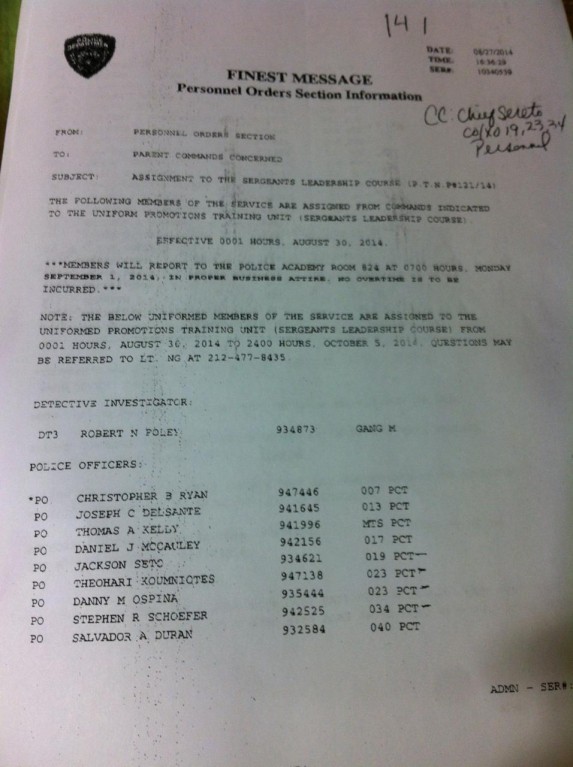 141
POLICE
DEPARTMENT
DATE: 08/27/2014
TIME:
SER#:
FINEST MESSAGE
Personnel Orders Section Information
CC: Chief Sereto
CO/XO 19, 23, 34
Personnel
FROM: PERSONNEL ORDERS SECTION
TO: PARENT COMMANDS CONCERNED
SUBJECT: ASSIGNMENT TO THE SERGEANTS LEADERSHIP COURSE (P.T.N.P#121/14)
THE FOLLOWING MEMBERS OF THE SERVICE ARE ASSIGNED FROM COMMANDS INDICATED
TO THE UNIFORM PROMOTIONS TRAINING UNIT (SERGEANTS LEADERSHIP COURSE).
EFFECTIVE 0001 HOURS, AUGUST 30, 2014.
***MEMBERS WILL REPORT TO THE POLICE ACADEMY ROOM 824 AT 0700 HOURS, MONDAY
SEPTEMBER 1, 2014, IN PROPER BUSINESS ATTIRE, NO OVERTIME IS TO BE
INCURRED.***
NOTE: THE BELOW UNIFORMED MEMBERS OF THE SERVICE ARE ASSIGNED TO THE
UNIFORMED PROMOTIONS TRAINING UNIT (SERGEANTS LEADERSHIP COURSE) FROM
0001 HOURS, AUGUST 30, 2014 TO 2400 HOURS, OCTOBER 5, 2014. QUESTIONS MAY
BE REFERRED TO LT. NG AT 212-477-8435.
DETECTIVE INVESTIGATOR:
DT3 ROBERT N FOLEY 934873 GANG M
POLICE OFFICERS:
*PO CHRISTOPHER B RYAN 947446 007 PCT
PO JOSEPH C DELSANTE 941645 013 PCT
PO THOMAS A KELLY 941996 MTS PCT
PO DANIEL J MCCAULEY 942156 017 PCT
PO JACKSON SETO 934621 019 PCT
PO THEOHARI KOUMNIOTES 947138 023 PCT
PO DANNY M OSPINA 935444 023 PCT
PO STEPHEN R SCHOEFER 942525 034 PCT
PO SALVADOR A DURAN 932584 040 PCT
ADMN - SER#: